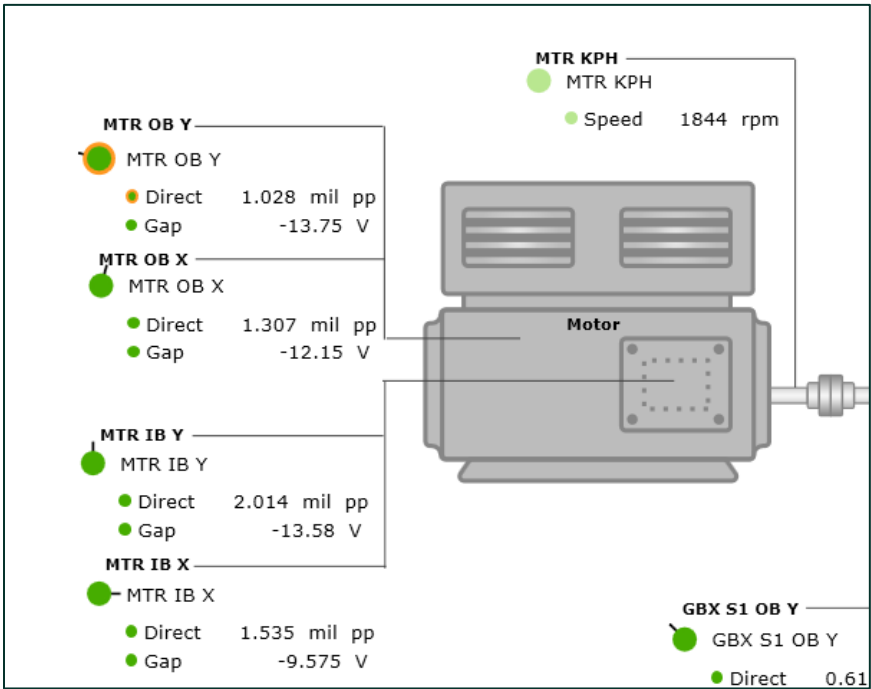 MTR KPH
MTR KPH
Speed 1844 rpm
MTR OB Y
MTR OB Y
Direct 1.028 mil pp
Gap -13.75 V
MTR OB X
MTR OB X
Direct 1.307 mil pp
Gap -12.15 V
Motor
MTR IB Y
MTR IB Y
Direct 2.014 mil pp
Gap -13.58 V
MTR IB X
MTR IB X
Direct 1.535 mil pp
Gap -9.575 V
GBX S1 OB Y
GBX S1 OB Y
Direct 0.61